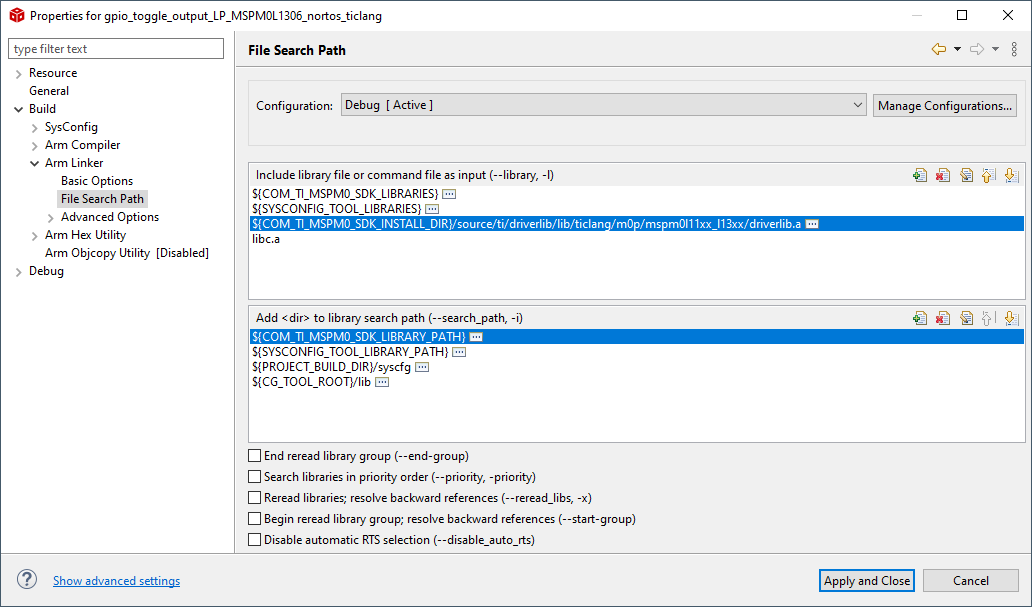 Properties for gpio_toggle_output_LP_MSPM0L1306_nortos_ticlang
type filter text
Resource
General
Build
SysConfig
Arm Compiler
Arm Linker
Basic Options
File Search Path
Advanced Options
Arm Hex Utility
Arm Objcopy Utility [Disabled]
Debug
File Search Path
Configuration:
Debug [ Active ]
Manage Configurations...
Include library file or command file as input (--library, -l)
${COM_TI_MSPM0_SDK_LIBRARIES}
${SYSCONFIG_TOOL_LIBRARIES}
${COM_TI_MSPM0_SDK_INSTALL_DIR}/source/ti/driverlib/lib/ticlang/m0p/mspm0l11xx_l13xx/driverlib.a
libc.a
Add <dir> to library search path (--search_path, -i)
${COM_TI_MSPM0_SDK_LIBRARY_PATH}
${SYSCONFIG_TOOL_LIBRARY_PATH}
${PROJECT_BUILD_DIR}/syscfg
${CG_TOOL_ROOT}/lib
End reread library group (--end-group)
Search libraries in priority order (--priority, -priority)
Reread libraries; resolve backward references (--reread_libs, -x)
Begin reread library group; resolve backward references (--start-group)
Disable automatic RTS selection (--disable_auto_rts)
?
Show advanced settings
Apply and Close
Cancel